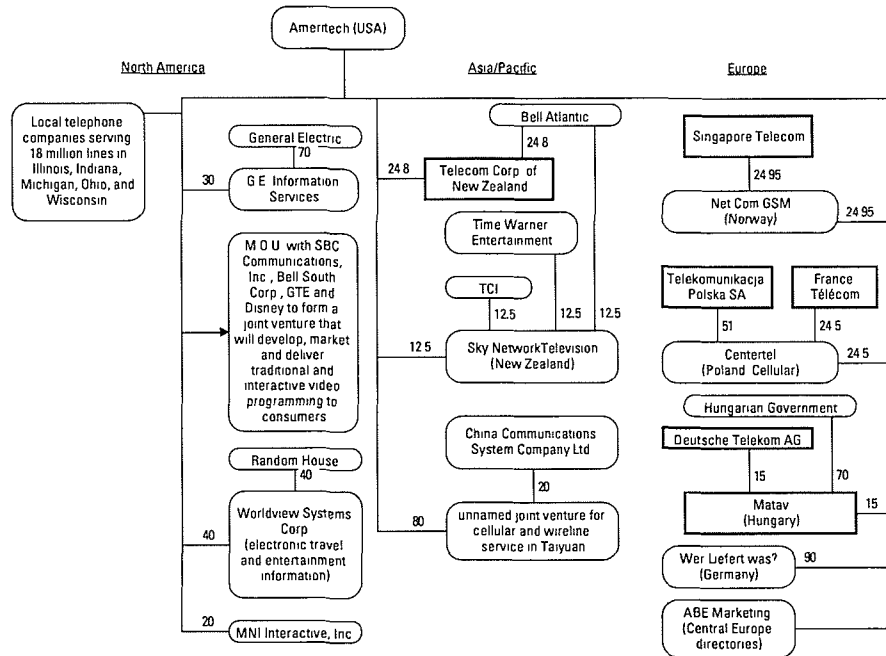 Ameritech (USA)
North America
Asia/Pacific
Europe
Local telephone
companies serving
18 million lines in
Illinois, Indiana,
Michigan, Ohio, and
Wisconsin
General Electric
70
30
G E Information
Services
M O U with SBC
Communications,
Inc , Bell South
Corp , GTE and
Disney to form a
joint venture that
will develop, market
and deliver
traditional and
interactive video
programming to
consumers
Random House
40
40
Worldview Systems
Corp
(electronic travel
and entertainment
information)
20
MNI Interactive, Inc
Bell Atlantic
24 8
24 8
Telecom Corp of
New Zealand
Time Warner
Entertainment
TCI
12.5
12.5
12.5
12 5
Sky NetworkTelevision
(New Zealand)
China Communications
System Company Ltd
20
80
unnamed joint venture for
cellular and wireline
service in Taiyuan
Singapore Telecom
24 95
Net Com GSM
(Norway)
24 95
Telekomunikacja
Polska SA
France
Télécom
51
24 5
Centertel
(Poland Cellular)
24 5
Hungarian Government
Deutsche Telekom AG
15
70
Matav
(Hungary)
15
Wer Liefert was?
(Germany)
90
ABE Marketing
(Central Europe
directories)